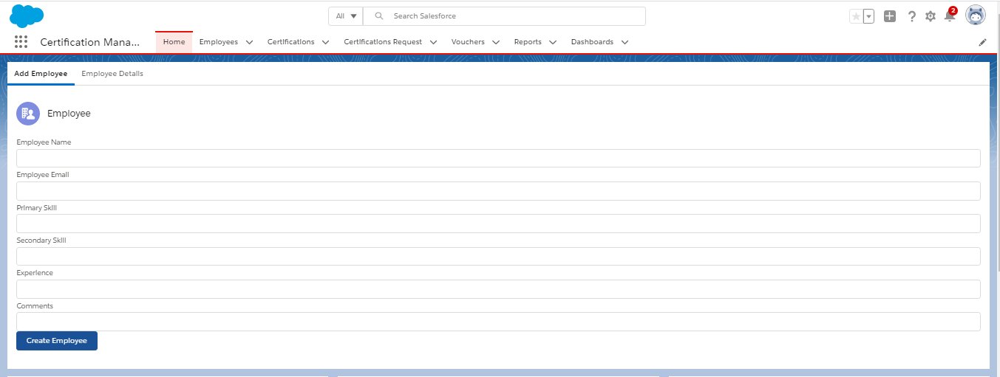 All
Search Salesforce
2
Certification Mana...
Home
Employees
Certifications
Certifications Request
Vouchers
Reports
Dashboards
Add Employee
Employee Details
Employee
Employee Name
Employee Email
Primary Skill
Secondary Skill
Experience
Comments
Create Employee